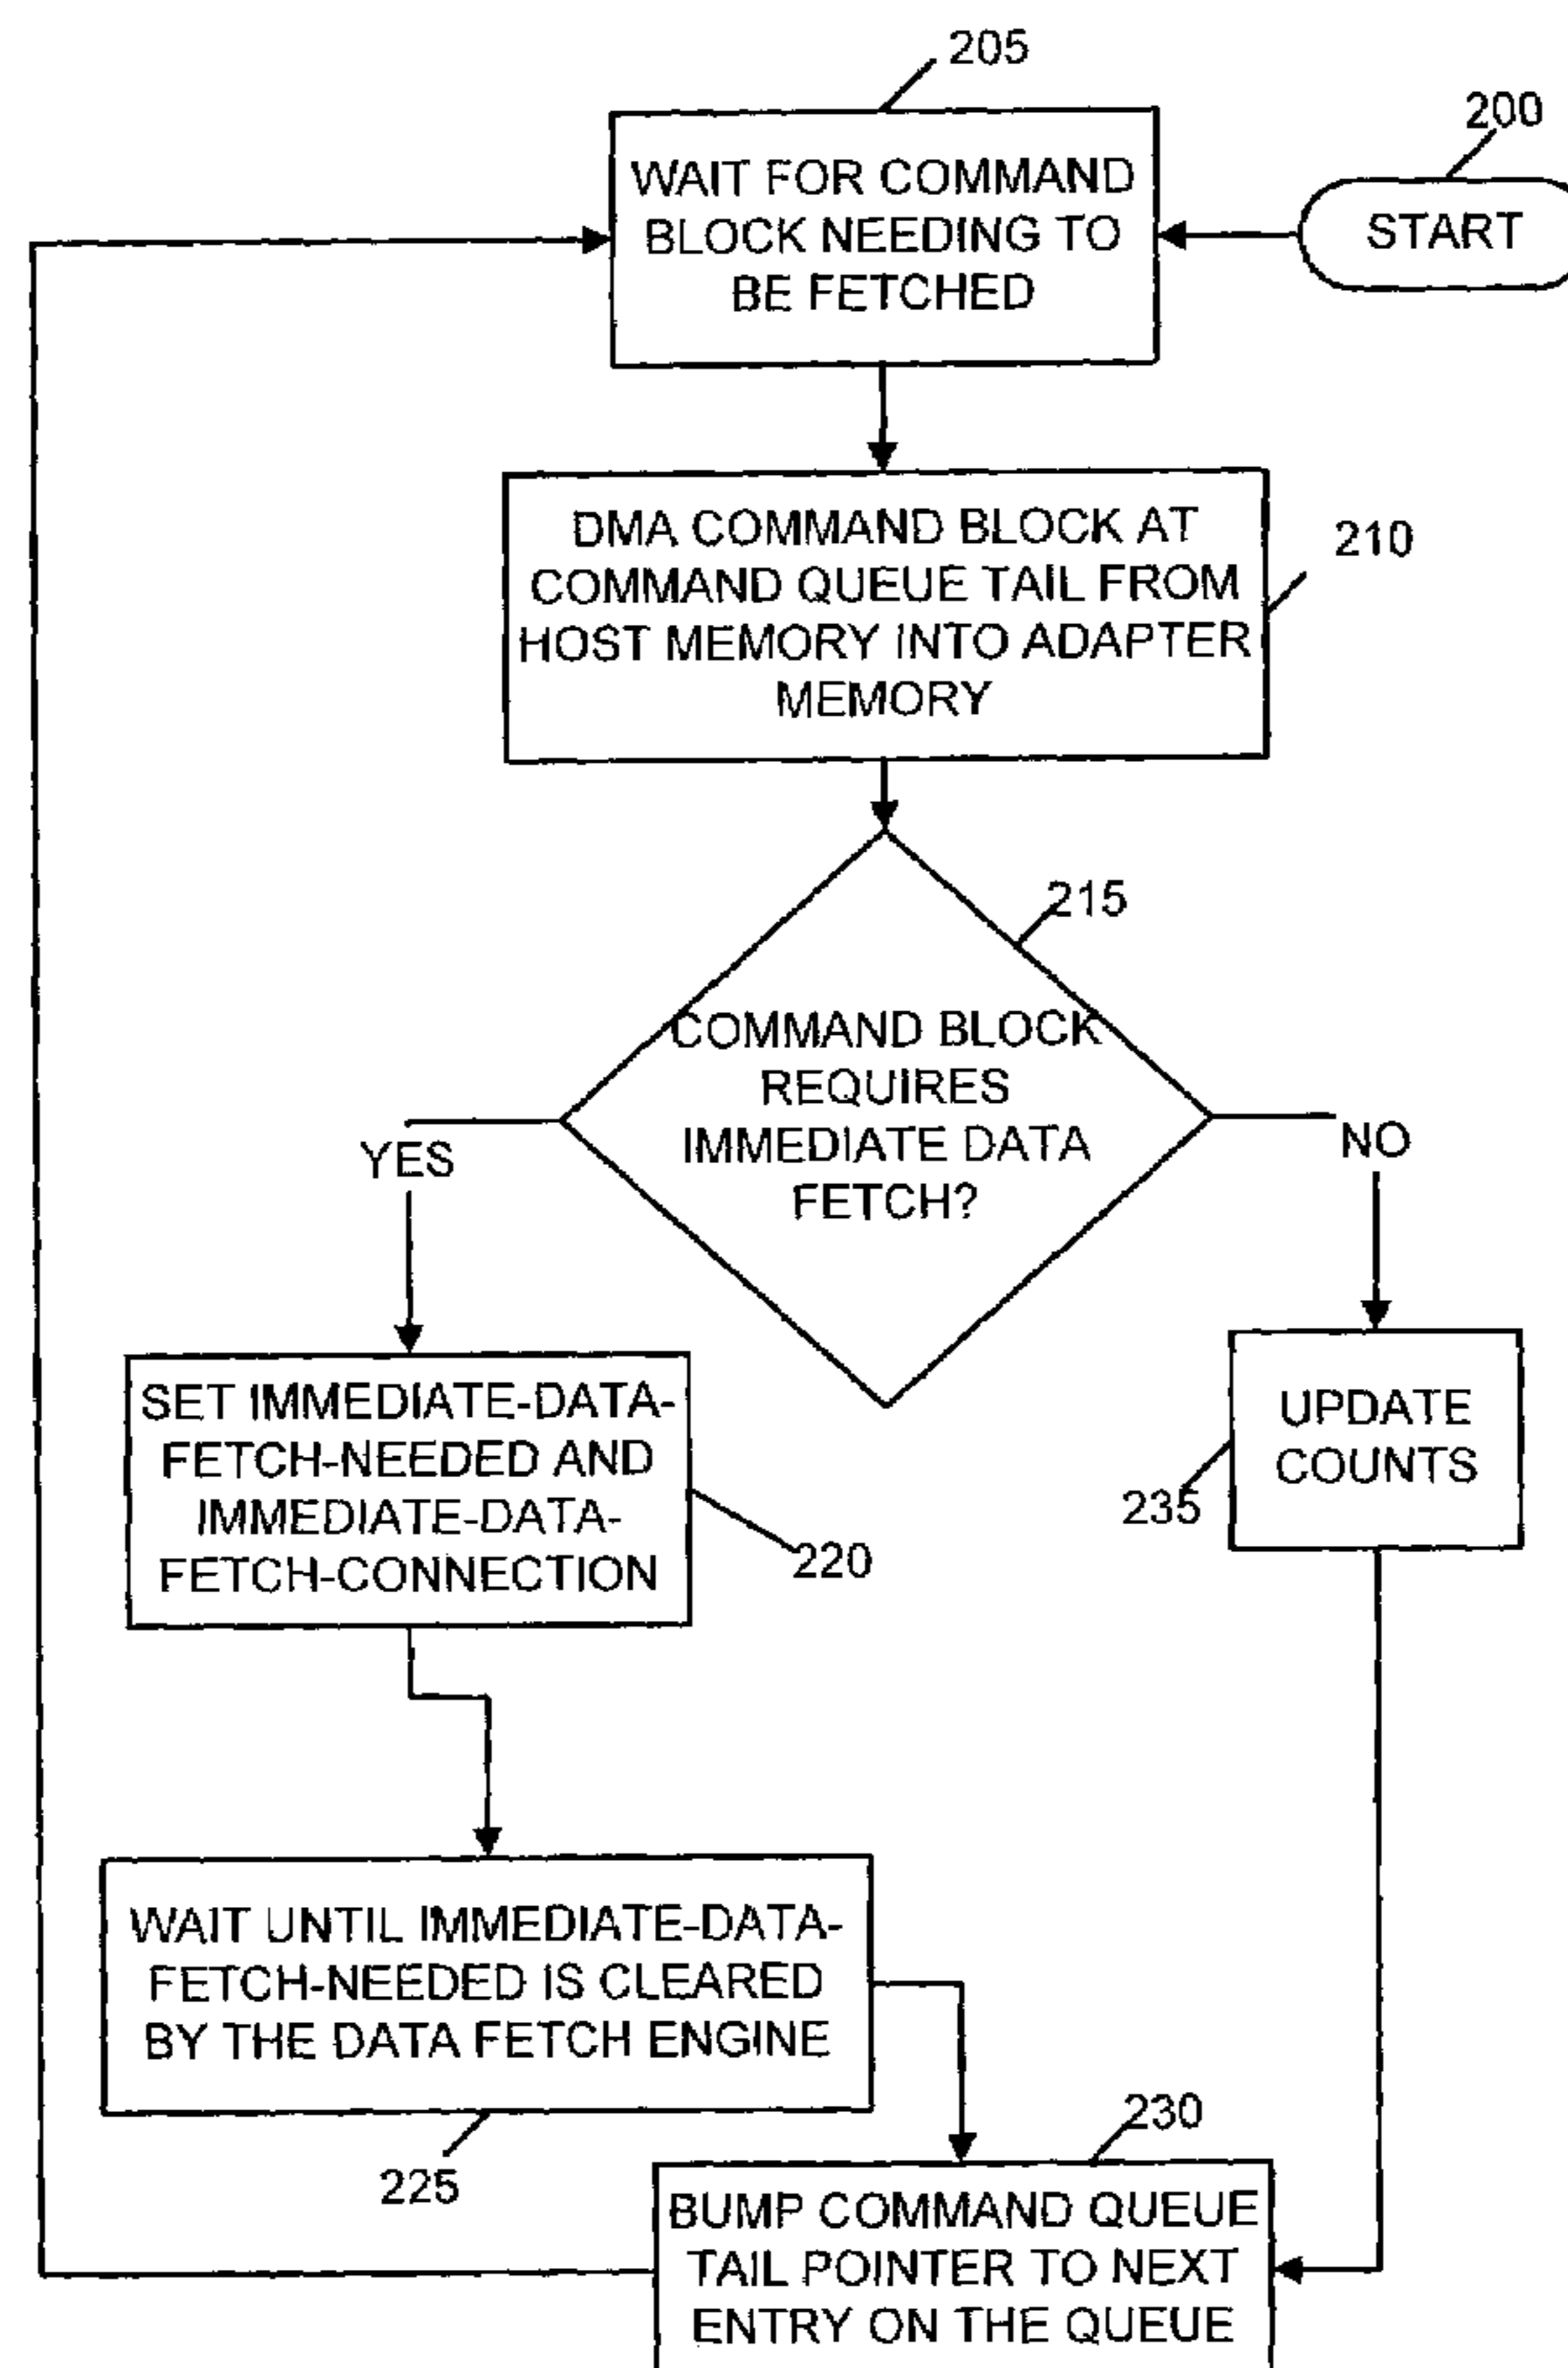 205
200
WAIT FOR COMMAND
BLOCK NEEDING TO
BE FETCHED
START
DMA COMMAND BLOCK AT
COMMAND QUEUE TAIL FROM
HOST MEMORY INTO ADAPTER
MEMORY
210
215
COMMAND BLOCK
REQUIRES
IMMEDIATE DATA
FETCH?
YES
NO
SET IMMEDIATE-DATA-
FETCH-NEEDED AND
IMMEDIATE-DATA-
FETCH-CONNECTION
220
UPDATE
COUNTS
235
WAIT UNTIL IMMEDIATE-DATA-
FETCH-NEEDED IS CLEARED
BY THE DATA FETCH ENGINE
225
230
BUMP COMMAND QUEUE
TAIL POINTER TO NEXT
ENTRY ON THE QUEUE